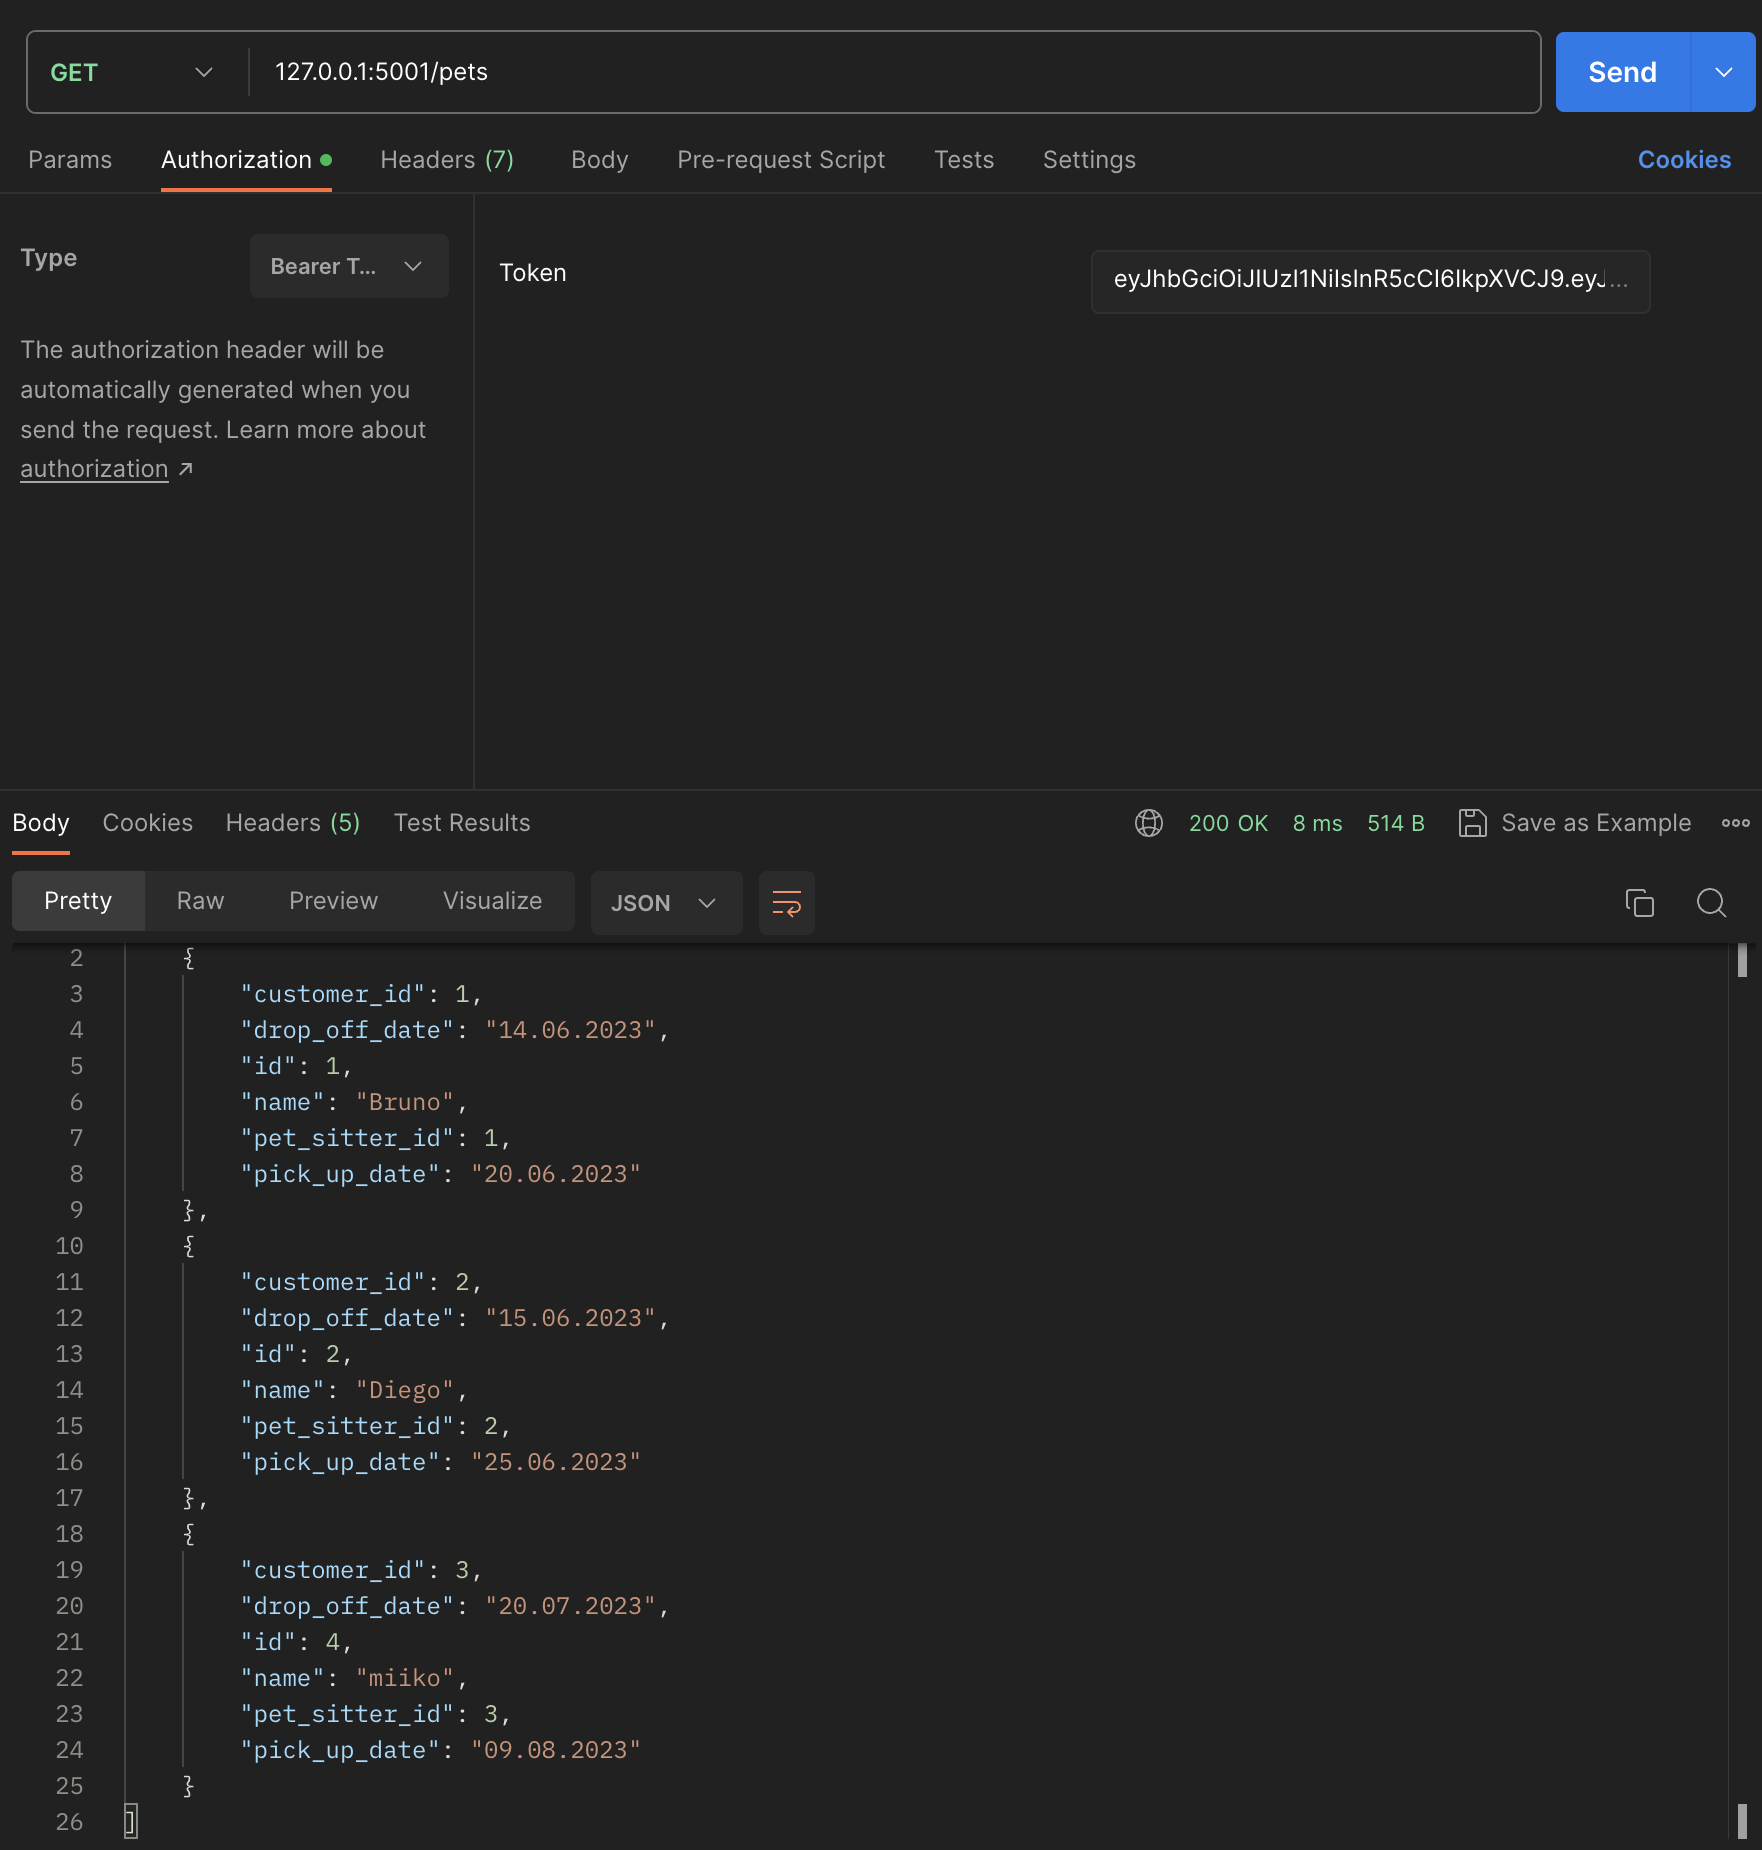 GET 127.0.0.1:5001/pets Send
Params Authorization Headers (7) Body Pre-request Script Tests Settings Cookies
Type Bearer T... Token eyJhbGciOiJIUzI1NiIsInR5cCI6IkpXVCJ9.eyJ...
The authorization header will be
automatically generated when you
send the request. Learn more about
authorization ↗
Body Cookies Headers (5) Test Results 200 OK 8 ms 514 B Save as Example
Pretty Raw Preview Visualize JSON
2 {
3 "customer_id": 1,
4 "drop_off_date": "14.06.2023",
5 "id": 1,
6 "name": "Bruno",
7 "pet_sitter_id": 1,
8 "pick_up_date": "20.06.2023"
9 },
10 {
11 "customer_id": 2,
12 "drop_off_date": "15.06.2023",
13 "id": 2,
14 "name": "Diego",
15 "pet_sitter_id": 2,
16 "pick_up_date": "25.06.2023"
17 },
18 {
19 "customer_id": 3,
20 "drop_off_date": "20.07.2023",
21 "id": 4,
22 "name": "miiko",
23 "pet_sitter_id": 3,
24 "pick_up_date": "09.08.2023"
25 }
26 ]